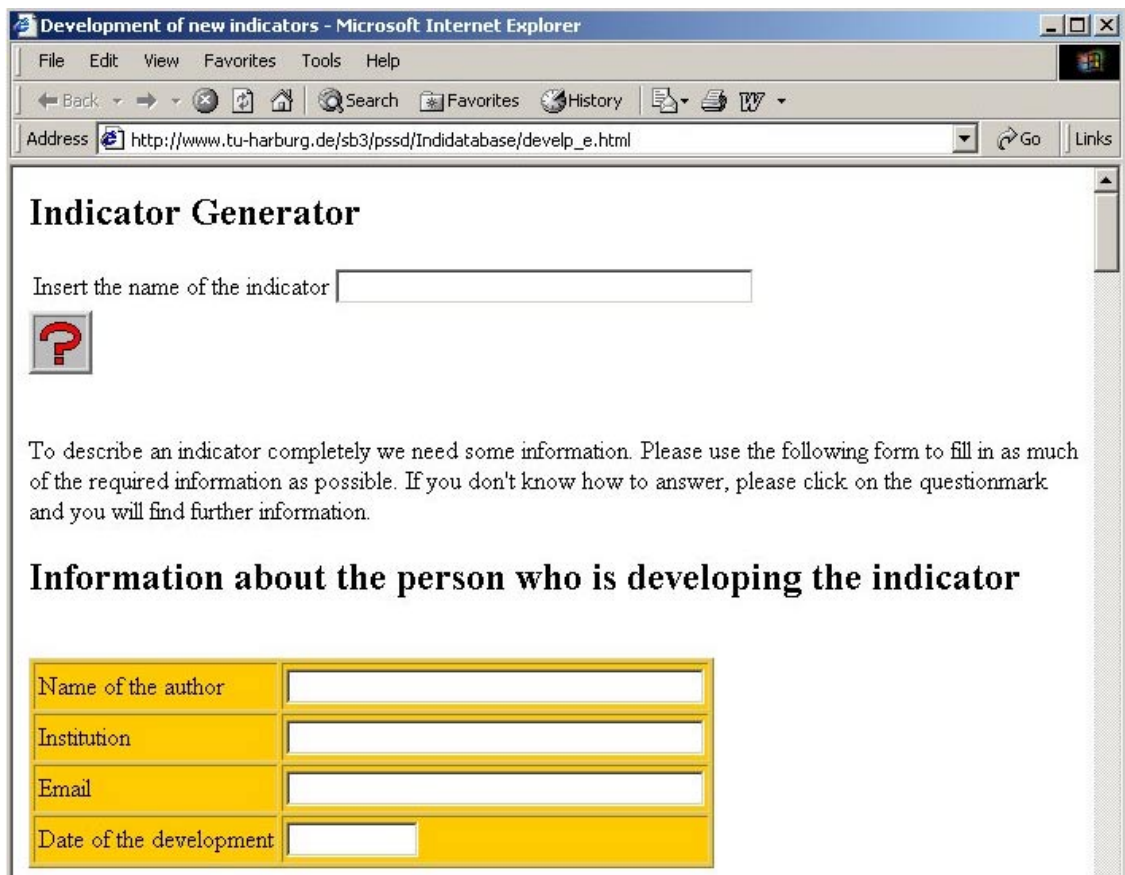 Development of new indicators - Microsoft Internet Explorer
File Edit View Favorites Tools Help
Back Search Favorites History
Address http://www.tu-harburg.de/sb3/pssd/Indidatabase/develp_e.html Go Links
Indicator Generator
Insert the name of the indicator
?
To describe an indicator completely we need some information. Please use the following form to fill in as much
of the required information as possible. If you don't know how to answer, please click on the questionmark
and you will find further information.
Information about the person who is developing the indicator
Name of the author
Institution
Email
Date of the development